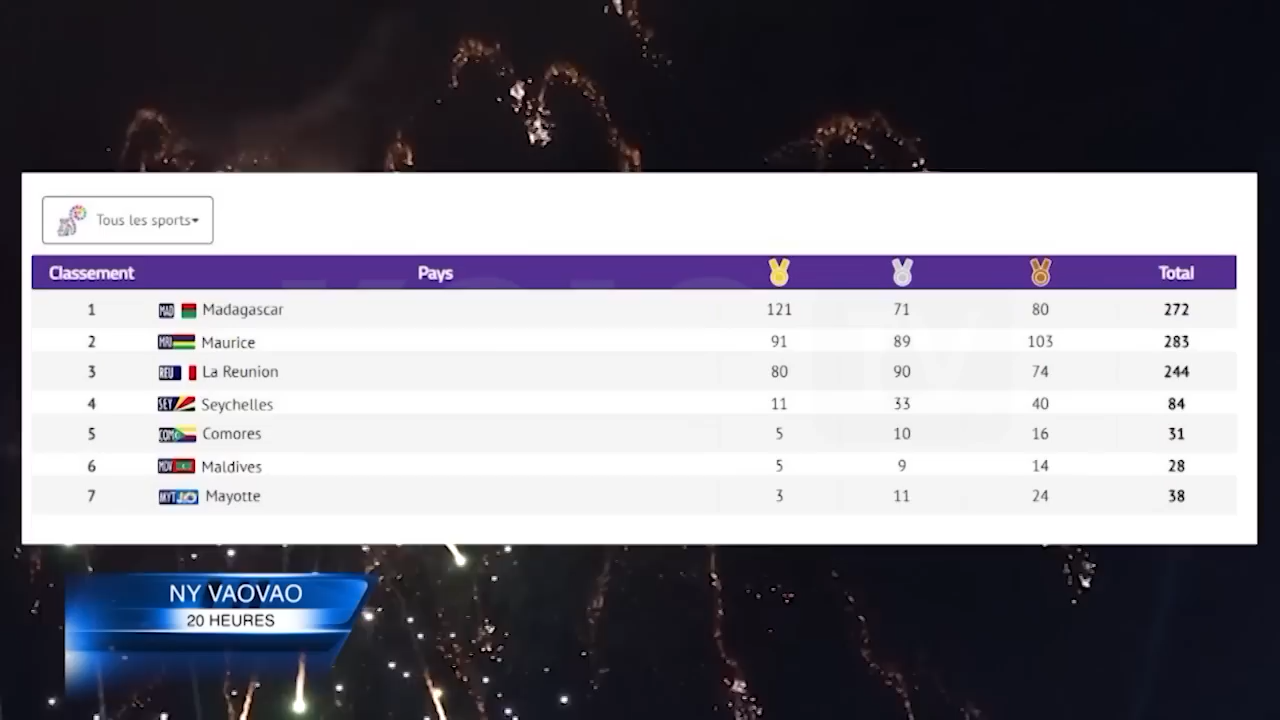 Tous les sports
Classement Pays Total
1 MAD Madagascar 121 71 80 272
2 MRI Maurice 91 89 103 283
3 REU La Reunion 80 90 74 244
4 SEY Seychelles 11 33 40 84
5 COM Comores 5 10 16 31
6 MDV Maldives 5 9 14 28
7 MYT Mayotte 3 11 24 38
NY VAOVAO
20 HEURES